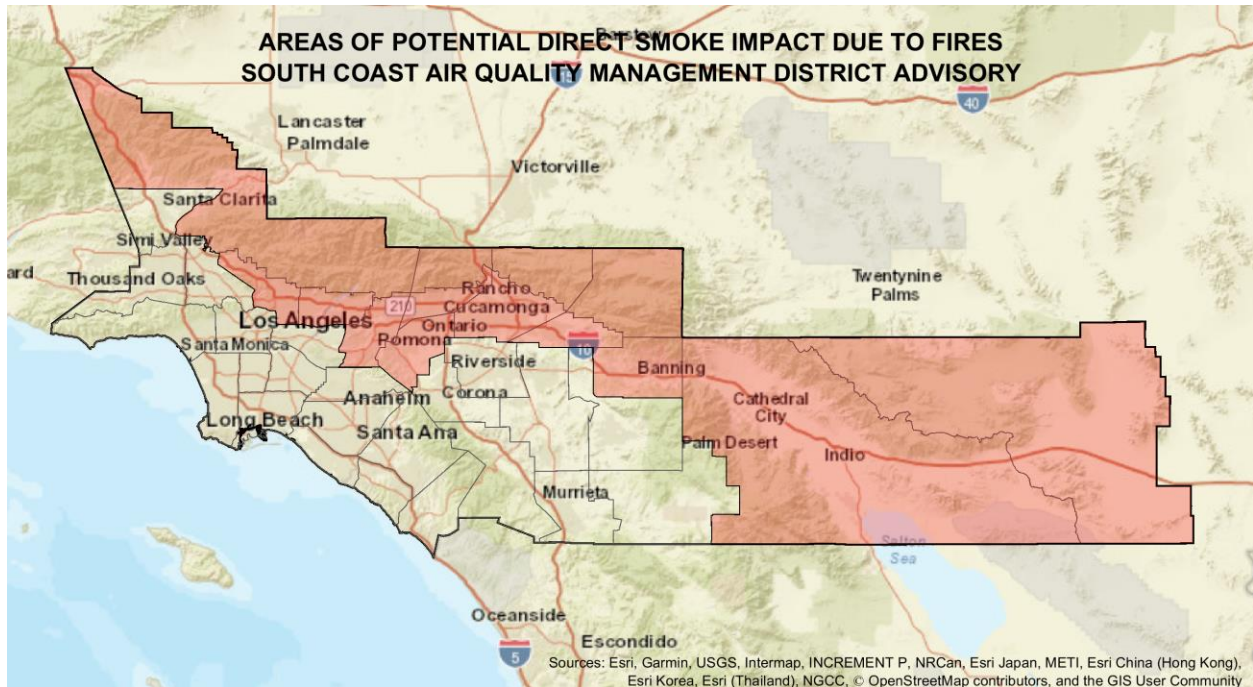 AREAS OF POTENTIAL DIRECT SMOKE IMPACT DUE TO FIRES
SOUTH COAST AIR QUALITY MANAGEMENT DISTRICT ADVISORY
Barstow
15
40
Lancaster
Palmdale
Victorville
Santa Clarita
Simi Valley
ard
Thousand Oaks
Twentynine
Palms
Rancho
Cucamonga
210
Los Angeles
Ontario
Pomona
Santa Monica
10
Riverside
Banning
Corona
Anaheim
Cathedral
City
Long Beach
Santa Ana
Palm Desert
Indio
Murrieta
Salton
Sea
Oceanside
Escondido
5
Sources: Esri, Garmin, USGS, Intermap, INCREMENT P, NRCan, Esri Japan, METI, Esri China (Hong Kong),
Esri Korea, Esri (Thailand), NGCC, © OpenStreetMap contributors, and the GIS User Community